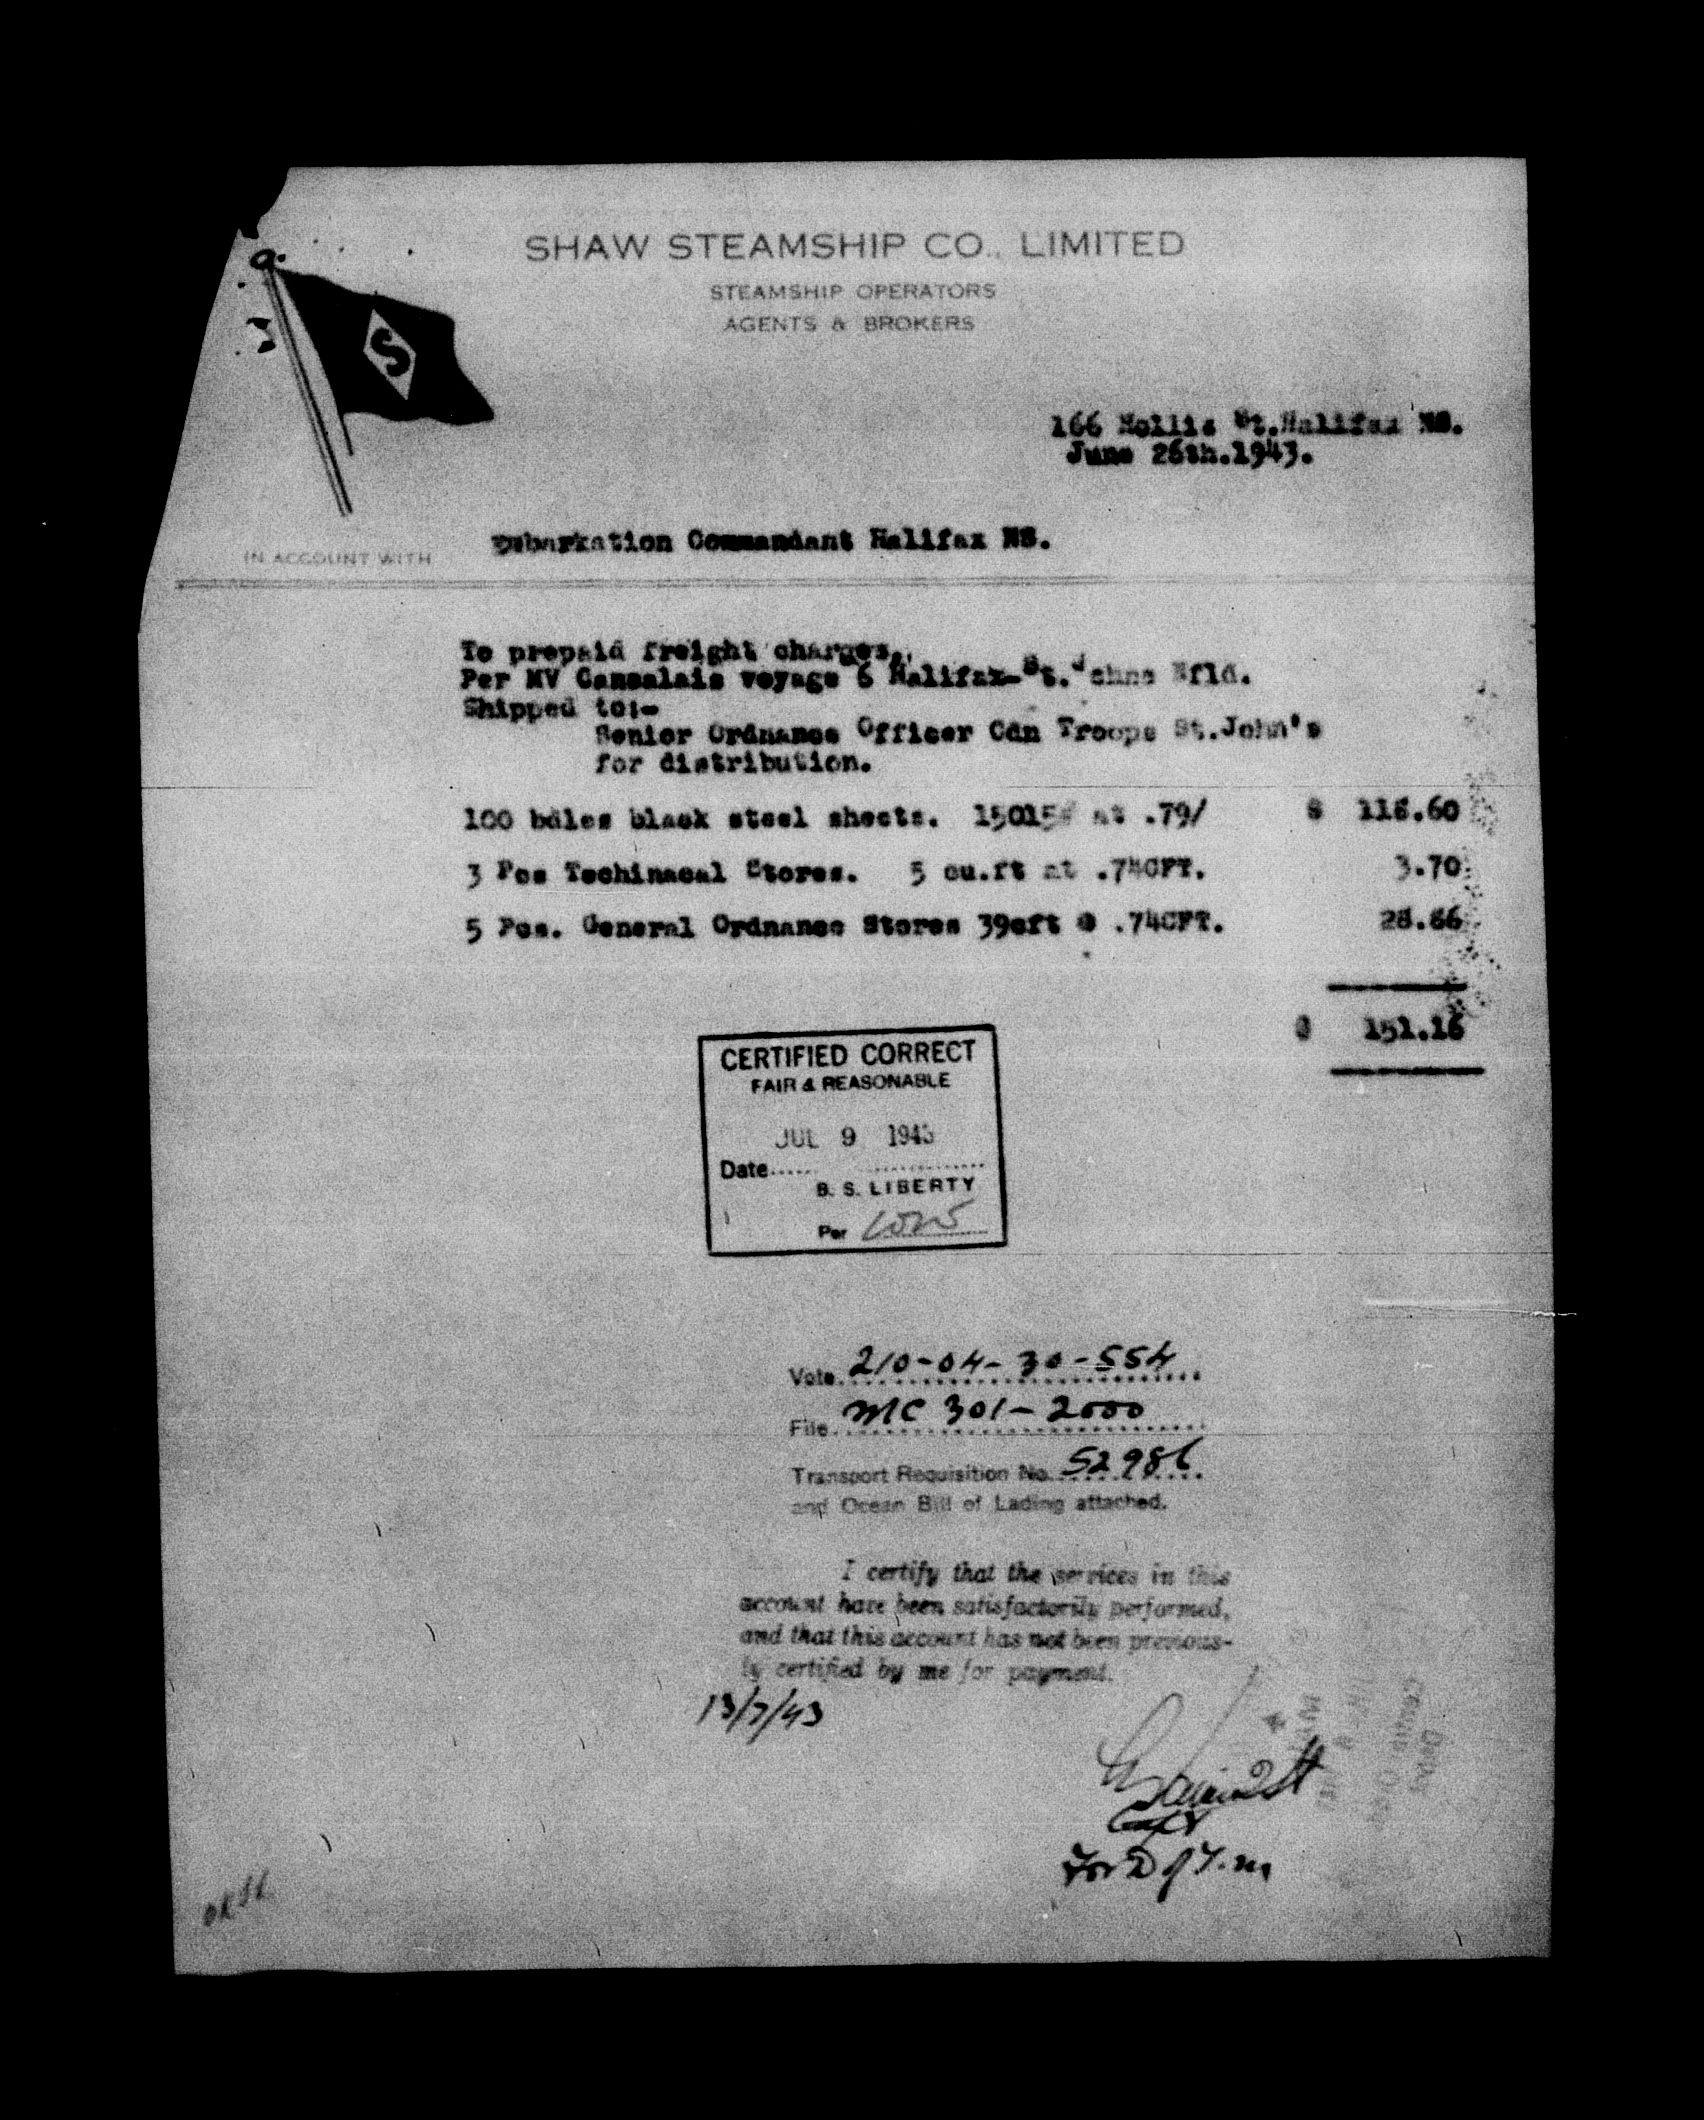 SHAW STEAMSHIP CO., LIMITED
STEAMSHIP OPERATORS
AGENTS & BROKERS
S
166 Hollis St.Halifax NS.
June 26th.1943.
IN ACCOUNT WITH Embarkation Commandant Halifax NS.
To prepaid freight charges.
Per MV Cansalais voyage 6 Halifax-St.Johns Nfld.
Shipped to:-
Senior Ordnance Officer Cdn Troops St.John's
for distribution.
100 bales black steel sheets. 15015# at .79/ $ 118.60
3 Pcs Techinacal Stores. 5 cu.ft at .74CFT. 3.70
5 Pcs. General Ordnance Stores 39cft @ .74CFT. 28.86
$ 151.16
CERTIFIED CORRECT
FAIR & REASONABLE
JUL 9 1943
Date
B. S. LIBERTY
Per
Vote 210-04-30-554
File MC 301-2000
Transport Requisition No. 52986
and Ocean Bill of Lading attached.
I certify that the services in this
account have been satisfactorily performed,
and that this account has not been previous-
ly certified by me for payment.
13/7/43
Capt
For D of T. m